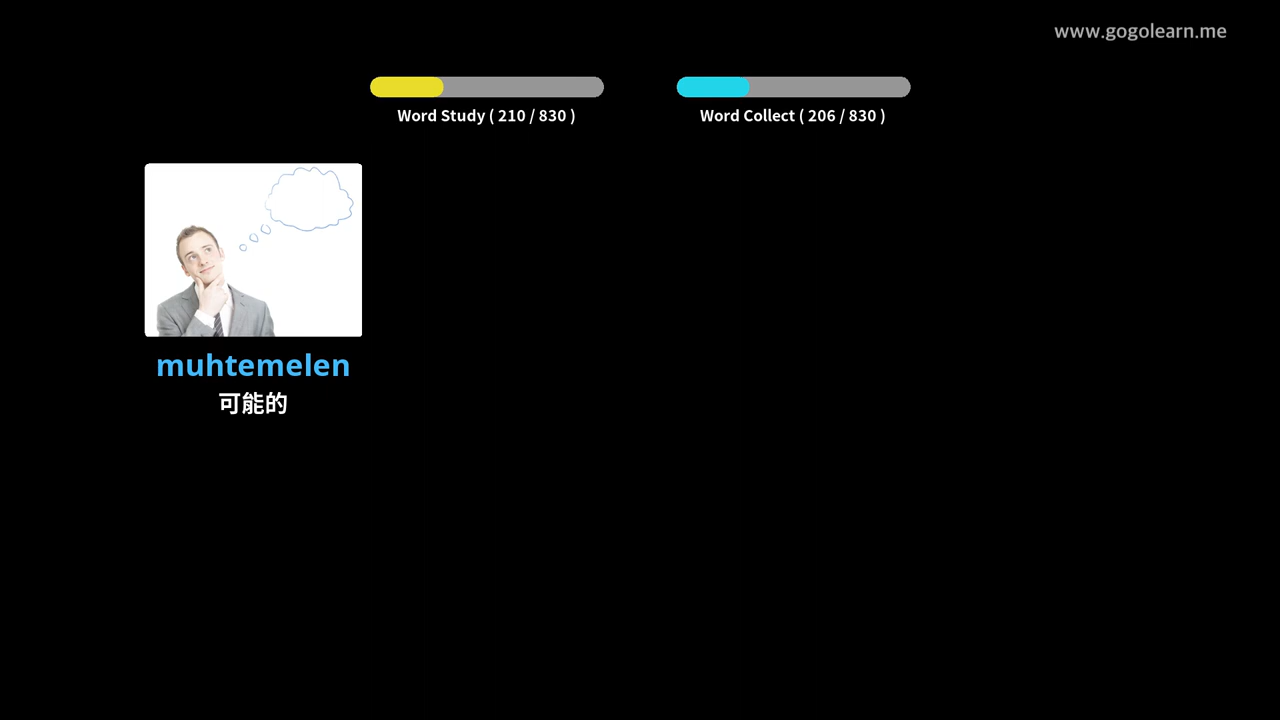 www.gogolearn.me
Word Study ( 210 / 830 )
Word Collect ( 206 / 830 )
muhtemelen
可能的